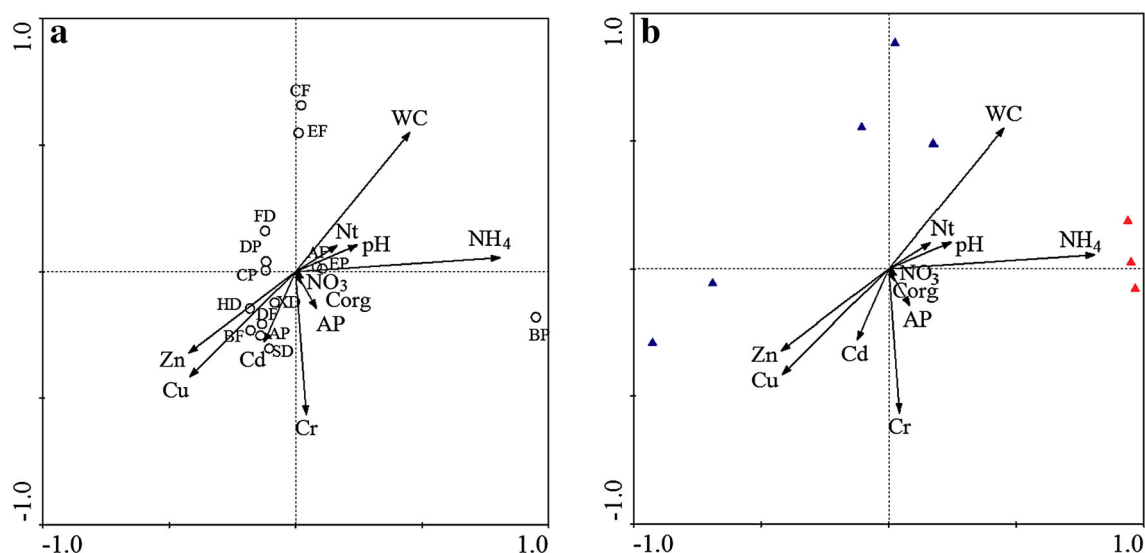 a
1.0
CF
EF
WC
FD
DP
CP
Nt
pH
AF
EP
NH4
NO3
Corg
AP
HD
XD
DF
BF
AP
SD
BP
Zn
Cd
Cu
Cr
-1.0
-1.0
1.0
b
1.0
WC
Nt
pH
NH4
NO3
Corg
AP
Zn
Cd
Cu
Cr
-1.0
-1.0
1.0